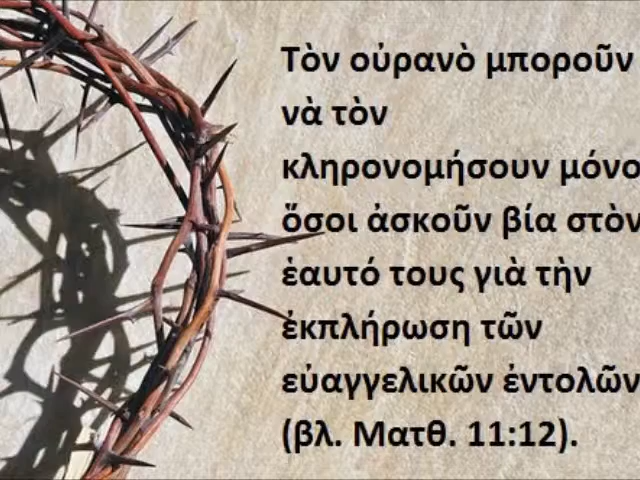 Τὸν οὐρανὸ μποροῦν
νὰ τὸν
κληρονομήσουν μόνο
ὅσοι ἀσκοῦν βία στὸν
ἑαυτό τους γιὰ τὴν
ἐκπλήρωση τῶν
εὐαγγελικῶν ἐντολῶν
(βλ. Ματθ. 11:12).